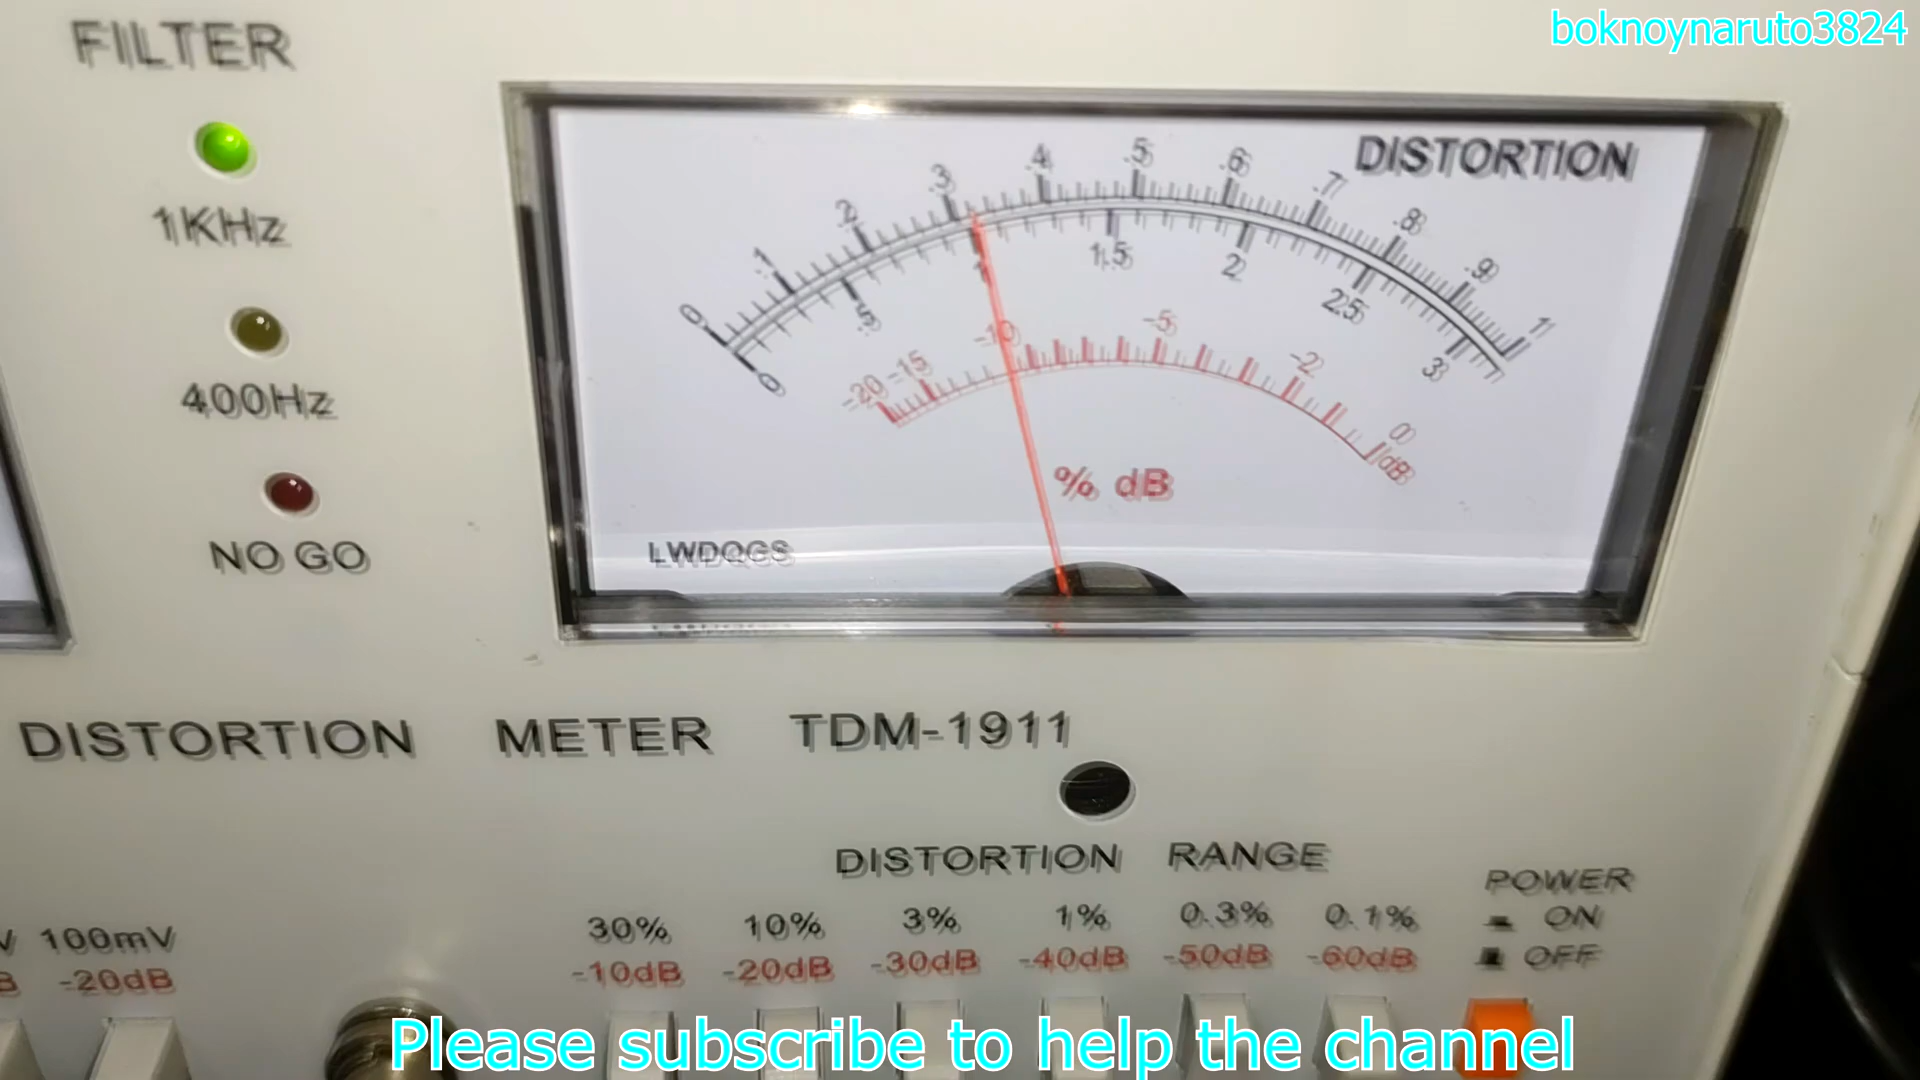 boknoynaruto3824
FILTER
1KHz
400Hz
NO GO
DISTORTION
0 .1 .2 .3 .4 .5 .6 .7 .8 .9 1
0 .5 1 1.5 2 2.5 3
-20 -15 -10 -5 -2 0 dB
% dB
LWDQGS
DISTORTION METER TDM-1911
DISTORTION RANGE
POWER
ON
OFF
100mV
-20dB
30% 10% 3% 1% 0.3% 0.1%
-10dB -20dB -30dB -40dB -50dB -60dB
Please subscribe to help the channel